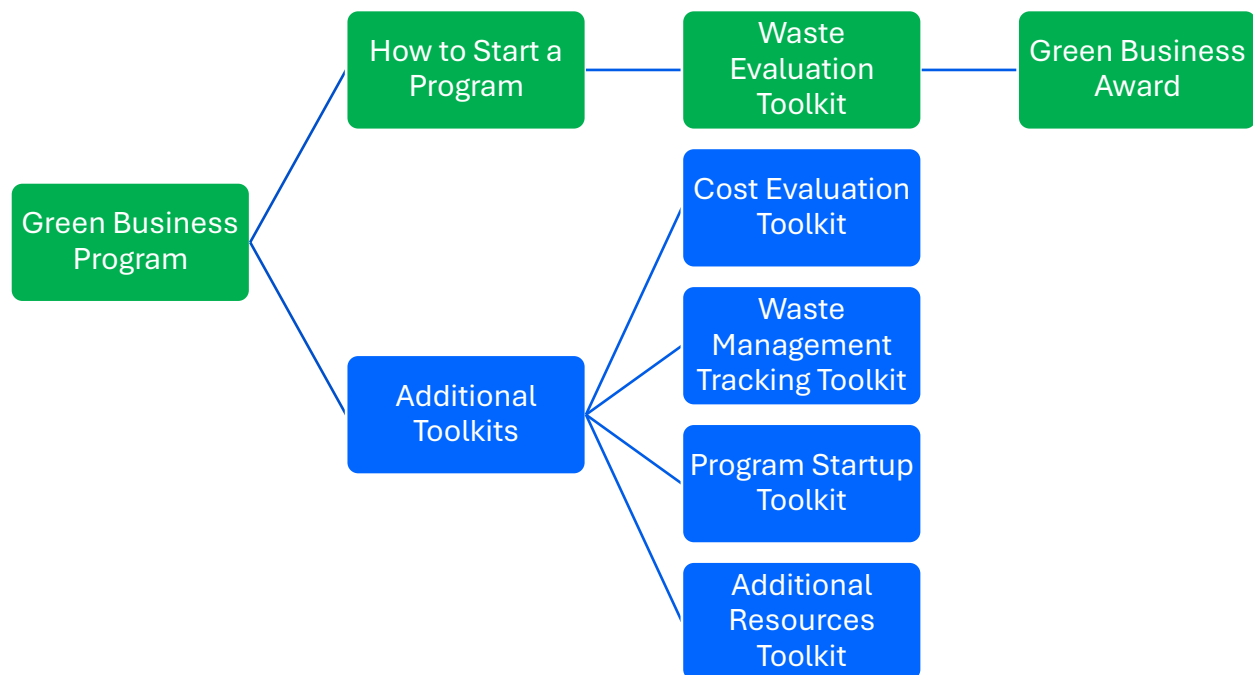 How to Start a
Program
Waste
Evaluation
Toolkit
Green Business
Award
Green Business
Program
Cost Evaluation
Toolkit
Waste
Management
Tracking Toolkit
Additional
Toolkits
Program Startup
Toolkit
Additional
Resources
Toolkit